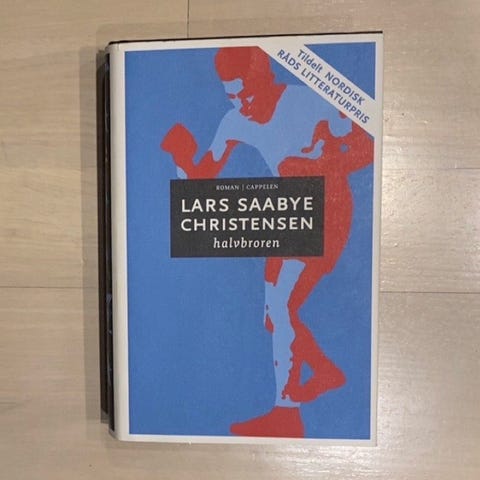 Tildelt NORDISK
RÅDS LITTERATURPRIS
ROMAN | CAPPELEN
LARS SAABYE
CHRISTENSEN
halvbroren